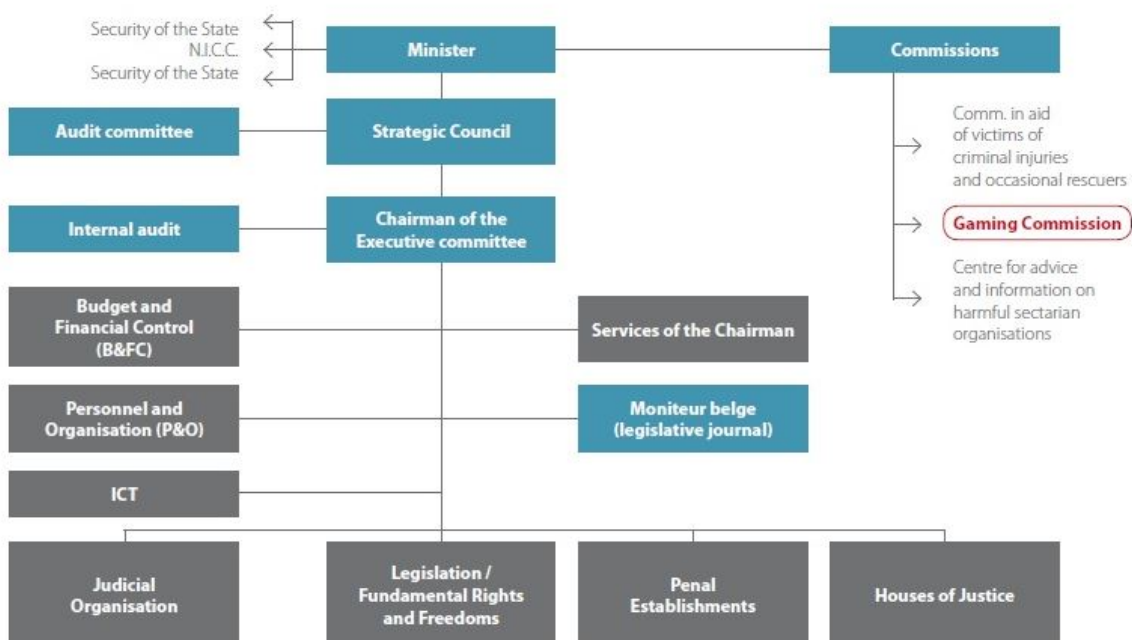 Security of the State
N.I.C.C.
Security of the State
Minister
Commissions
Audit committee
Strategic Council
Comm. in aid
of victims of
criminal injuries
and occasional rescuers
Internal audit
Chairman of the
Executive committee
Gaming Commission
Centre for advice
and information on
harmful sectarian
organisations
Budget and
Financial Control
(B&FC)
Services of the Chairman
Personnel and
Organisation (P&O)
Moniteur belge
(legislative journal)
ICT
Judicial
Organisation
Legislation /
Fundamental Rights
and Freedoms
Penal
Establishments
Houses of Justice